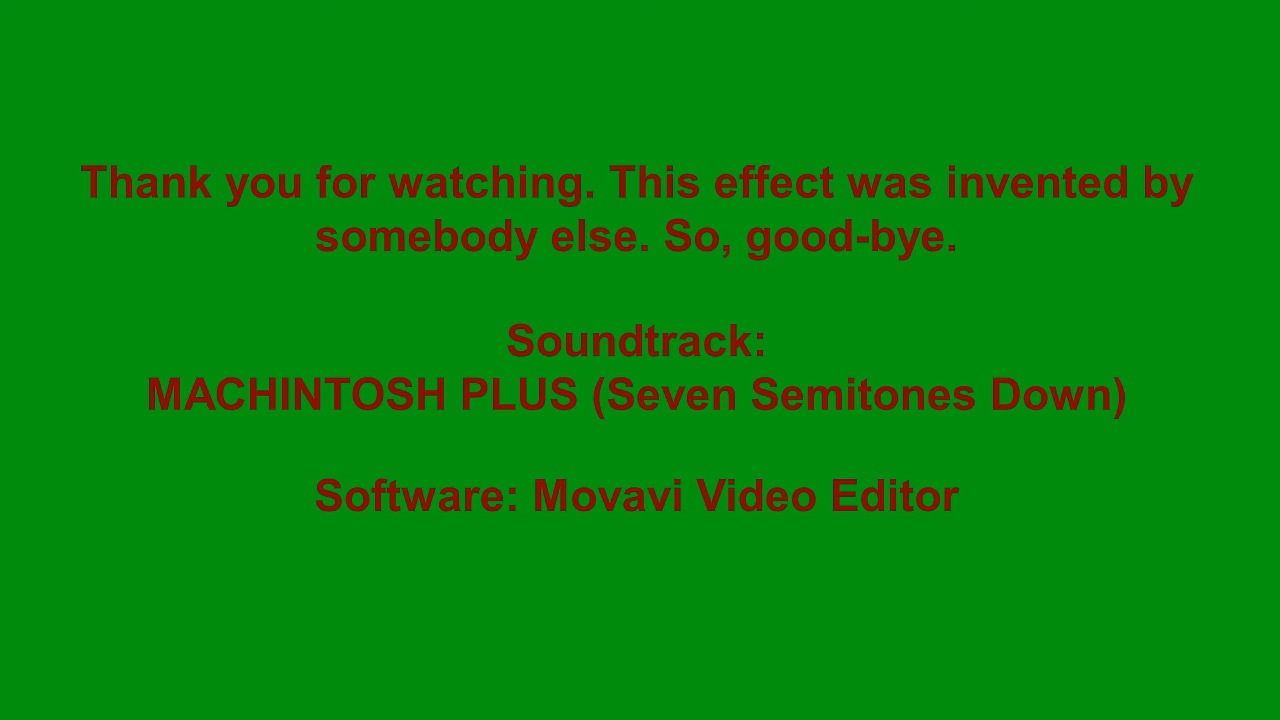 Thank you for watching. This effect was invented by
somebody else. So, good-bye.
Soundtrack:
MACHINTOSH PLUS (Seven Semitones Down)
Software: Movavi Video Editor